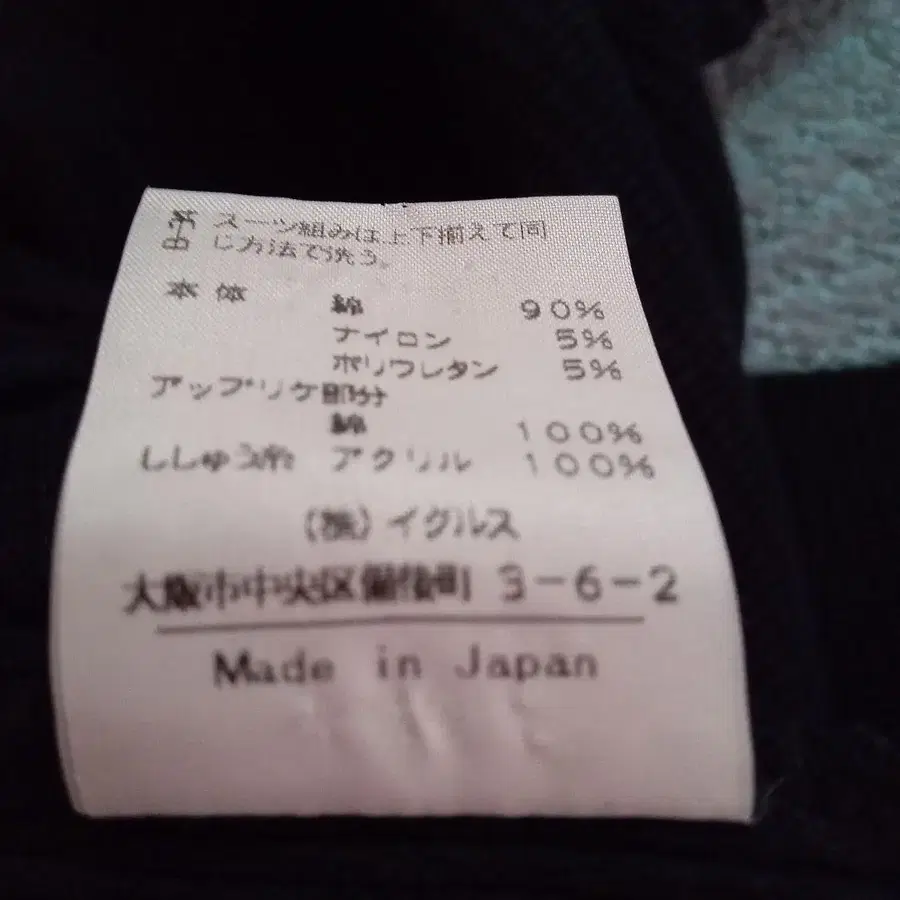 スーツ組みは上下揃えて同
じ方法で洗う。
本体 綿 90%
ナイロン 5%
ポリウレタン 5%
アップリケ部分
綿 100%
ししゅう糸 アクリル 100%
(株)イグルス
大阪市中央区備後町 3-6-2
Made in Japan